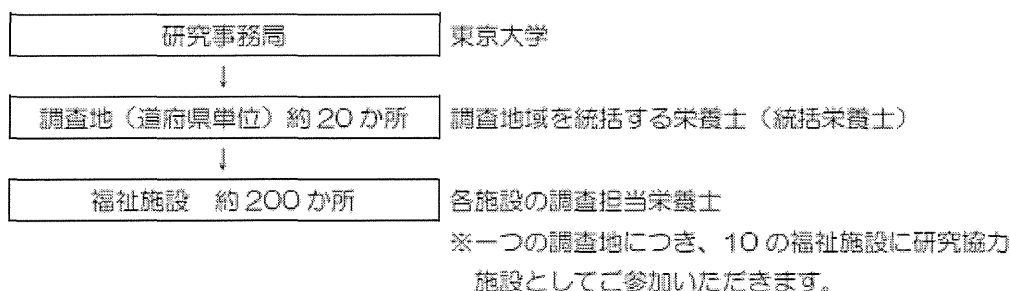 研究事務局 東京大学
↓
調査地（道府県単位）約20か所 調査地域を統括する栄養士（統括栄養士）
↓
福祉施設 約200か所 各施設の調査担当栄養士
※一つの調査地につき、10の福祉施設に研究協力
施設としてご参加いただきます。